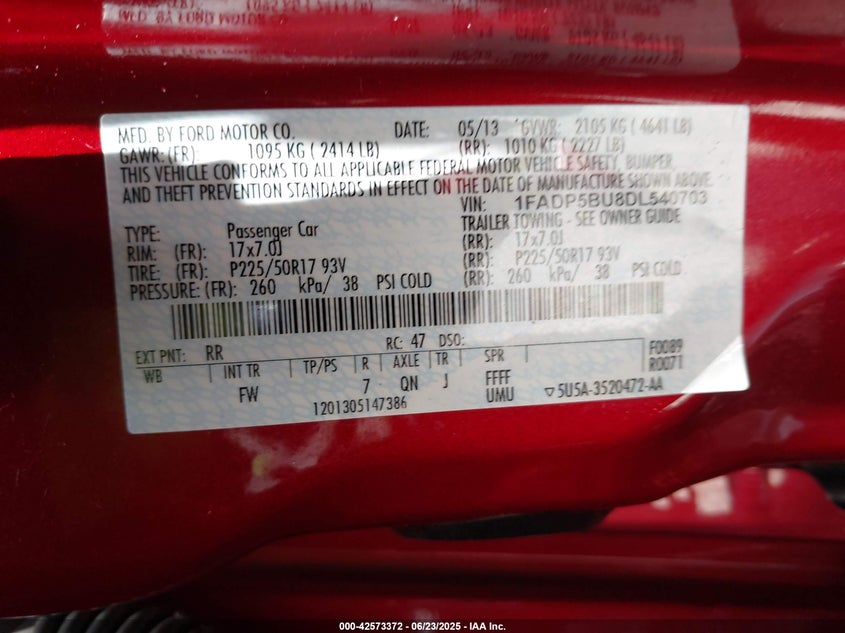 MFD. BY FORD MOTOR CO. DATE: 05/13 GVWR: 2105 KG ( 4641 LB)
GAWR: (FR): 1095 KG ( 2414 LB) (RR): 1010 KG ( 2227 LB)
THIS VEHICLE CONFORMS TO ALL APPLICABLE FEDERAL MOTOR VEHICLE SAFETY, BUMPER,
AND THEFT PREVENTION STANDARDS IN EFFECT ON THE DATE OF MANUFACTURE SHOWN ABOVE.
VIN: 1FADP5BU8DL540703
TYPE: Passenger Car TRAILER TOWING - SEE OWNER GUIDE
RIM: (FR): 17x7.0J (RR): 17x7.0J
TIRE: (FR): P225/50R17 93V (RR): P225/50R17 93V
PRESSURE: (FR): 260 kPa/ 38 PSI COLD (RR): 260 kPa/ 38 PSI COLD
EXT PNT: RR RC: 47 DSO: F0089
WB INT TR TP/PS R AXLE TR SPR R0071
FW 7 QN J FFFF
UMU
1201305147386 ▽5U5A-3520472-AA
000-42573372 - 06/23/2025 - IAA Inc.